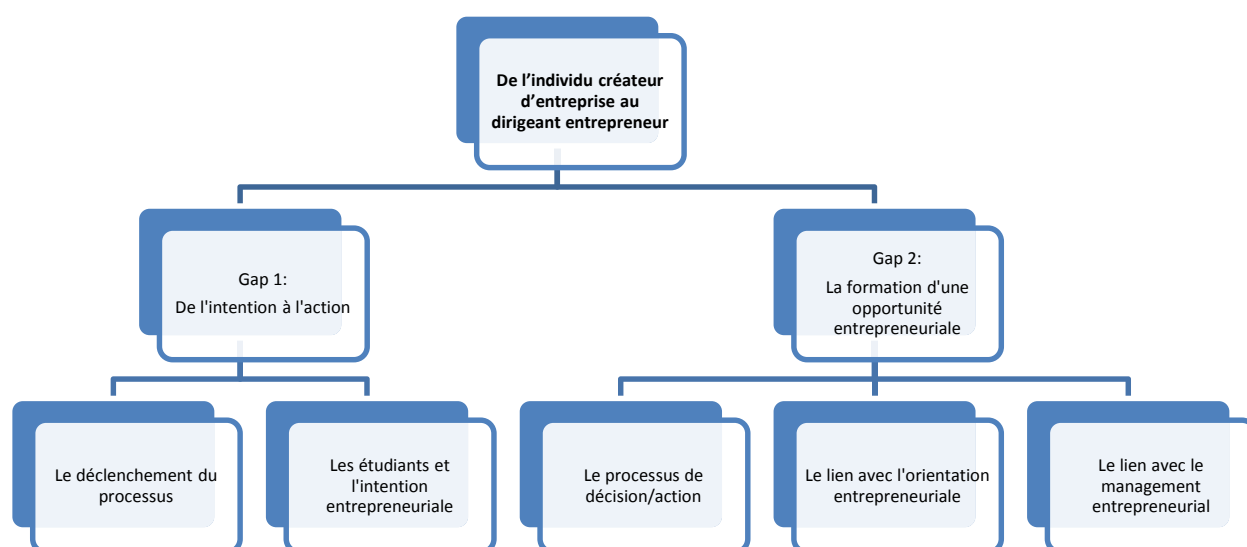 De l’individu créateur
d’entreprise au
dirigeant entrepreneur
Gap 1:
De l'intention à l'action
Gap 2:
La formation d'une
opportunité
entrepreneuriale
Le déclenchement du
processus
Les étudiants et
l'intention
entrepreneuriale
Le processus de
décision/action
Le lien avec l'orientation
entrepreneuriale
Le lien avec le
management
entrepreneurial